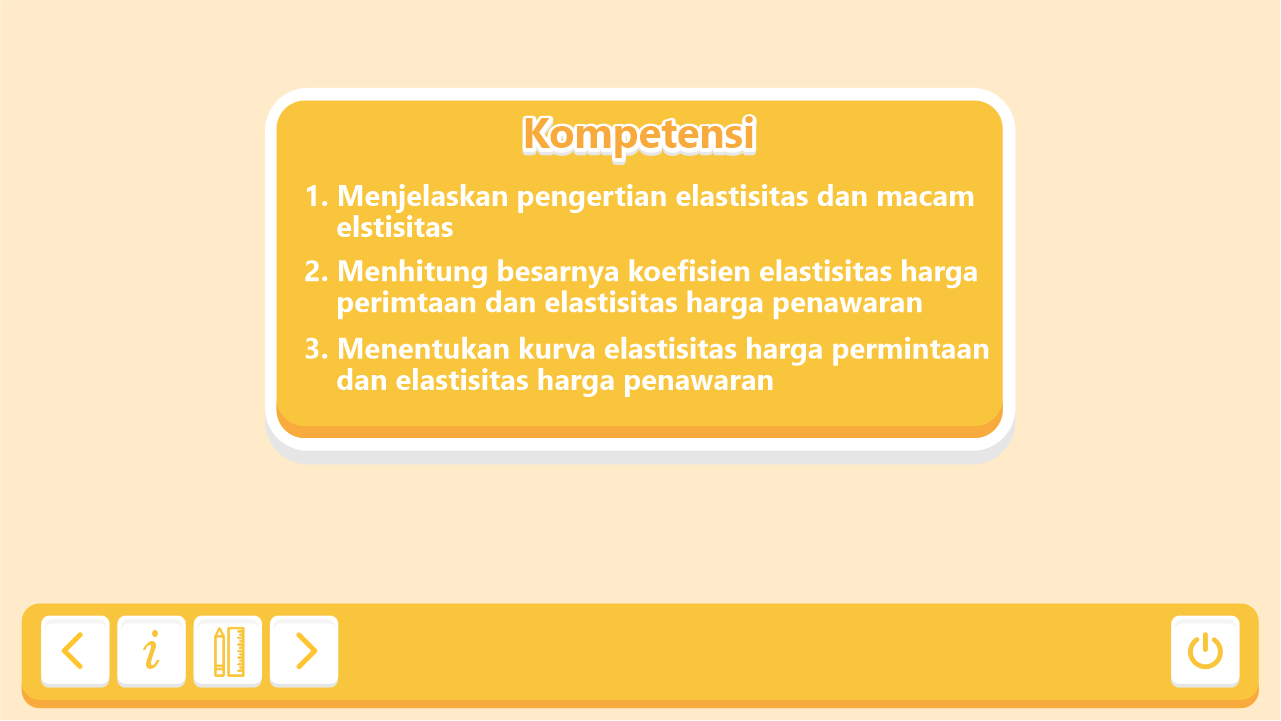 Kompetensi
1. Menjelaskan pengertian elastisitas dan macam
elstisitas
2. Menhitung besarnya koefisien elastisitas harga
perimtaan dan elastisitas harga penawaran
3. Menentukan kurva elastisitas harga permintaan
dan elastisitas harga penawaran
i